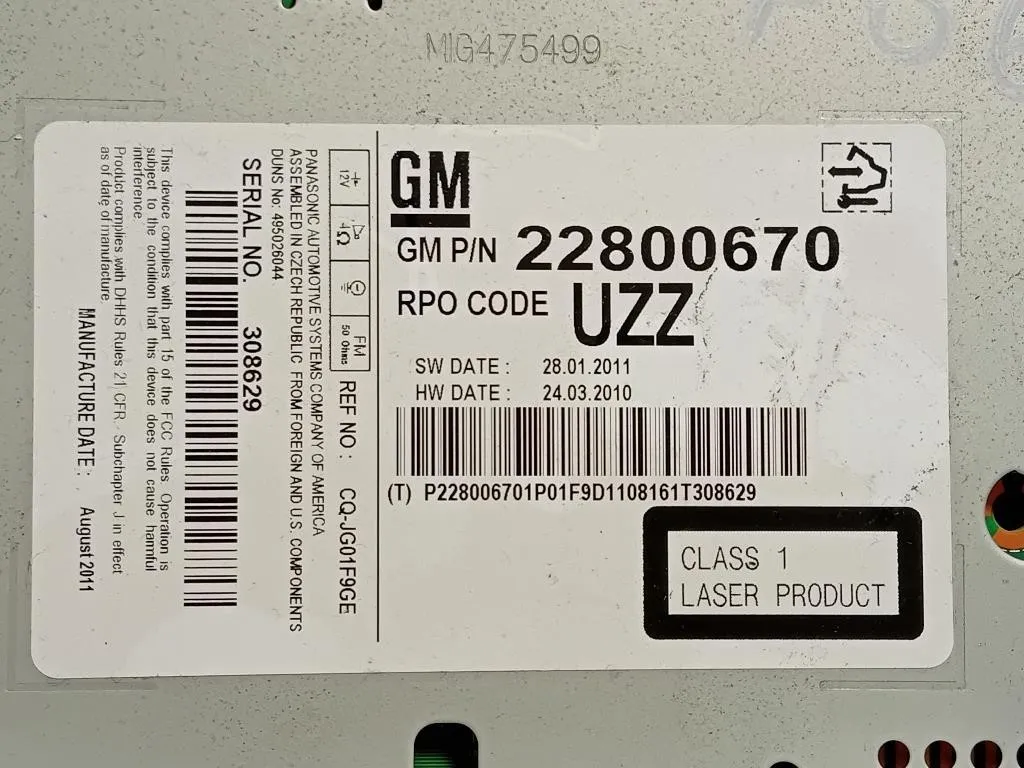 MIG475499
GM
GM P/N 22800670
RPO CODE UZZ
SW DATE : 28.01.2011
HW DATE : 24.03.2010
(T) P228006701P01F9D1108161T308629
CLASS 1
LASER PRODUCT
12V
4Ω
FM
50 Ohms
REF NO : CQ-JG01F9GE
PANASONIC AUTOMOTIVE SYSTEMS COMPANY OF AMERICA
ASSEMBLED IN CZECH REPUBLIC FROM FOREIGN AND U.S. COMPONENTS
DUNS No: 495026044
SERIAL NO. 308629
This device complies with part 15 of the FCC Rules. Operation is
subject to the condition that this device does not cause harmful
interference.
Product complies with DHHS Rules 21 CFR, Subchapter J in effect
as of date of manufacture.
MANUFACTURE DATE : August 2011